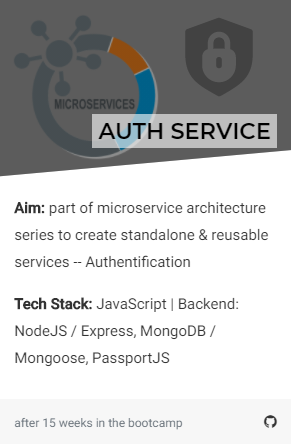 MICROSERVICES
AUTH SERVICE
Aim: part of microservice architecture
series to create standalone & reusable
services -- Authentification
Tech Stack: JavaScript | Backend:
NodeJS / Express, MongoDB /
Mongoose, PassportJS
after 15 weeks in the bootcamp